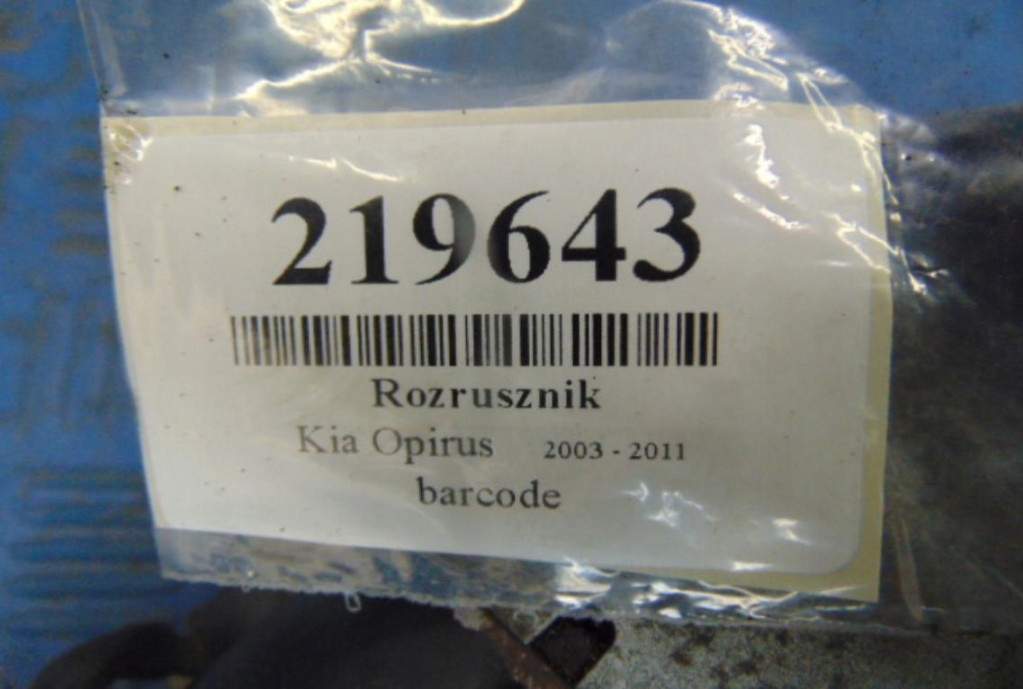 219643
Rozrusznik
Kia Opirus 2003 - 2011
barcode